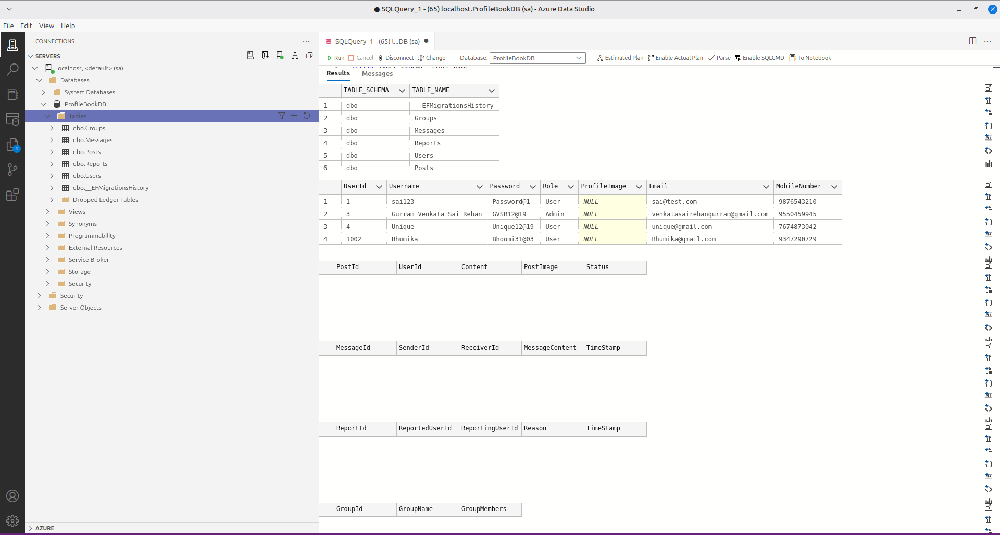 SQLQuery_1 - (65) localhost.ProfileBookDB (sa) - Azure Data Studio
File Edit View Help
CONNECTIONS
SERVERS
localhost, <default> (sa)
Databases
System Databases
ProfileBookDB
Tables
dbo.Groups
dbo.Messages
dbo.Posts
dbo.Reports
dbo.Users
dbo.__EFMigrationsHistory
Dropped Ledger Tables
Views
Synonyms
Programmability
External Resources
Service Broker
Storage
Security
Security
Server Objects
AZURE
1
SQLQuery_1 - (65) l...DB (sa)
Run Cancel Disconnect Change Database: ProfileBookDB Estimated Plan Enable Actual Plan Parse Enable SQLCMD To Notebook
1 SELECT TABLE_SCHEMA, TABLE_NAME
Results Messages
TABLE_SCHEMA TABLE_NAME
1 dbo __EFMigrationsHistory
2 dbo Groups
3 dbo Messages
4 dbo Reports
5 dbo Users
6 dbo Posts
UserId Username Password Role ProfileImage Email MobileNumber
1 1 sai123 Password@1 User NULL sai@test.com 9876543210
2 3 Gurram Venkata Sai Rehan GVSR12@19 Admin NULL venkatasairehangurram@gmail.com 9550459945
3 4 Unique Unique12@19 User NULL unique@gmail.com 7674873042
4 1002 Bhumika Bhoomi31@03 User NULL Bhumika@gmail.com 9347290729
PostId UserId Content PostImage Status
MessageId SenderId ReceiverId MessageContent TimeStamp
ReportId ReportedUserId ReportingUserId Reason TimeStamp
GroupId GroupName GroupMembers